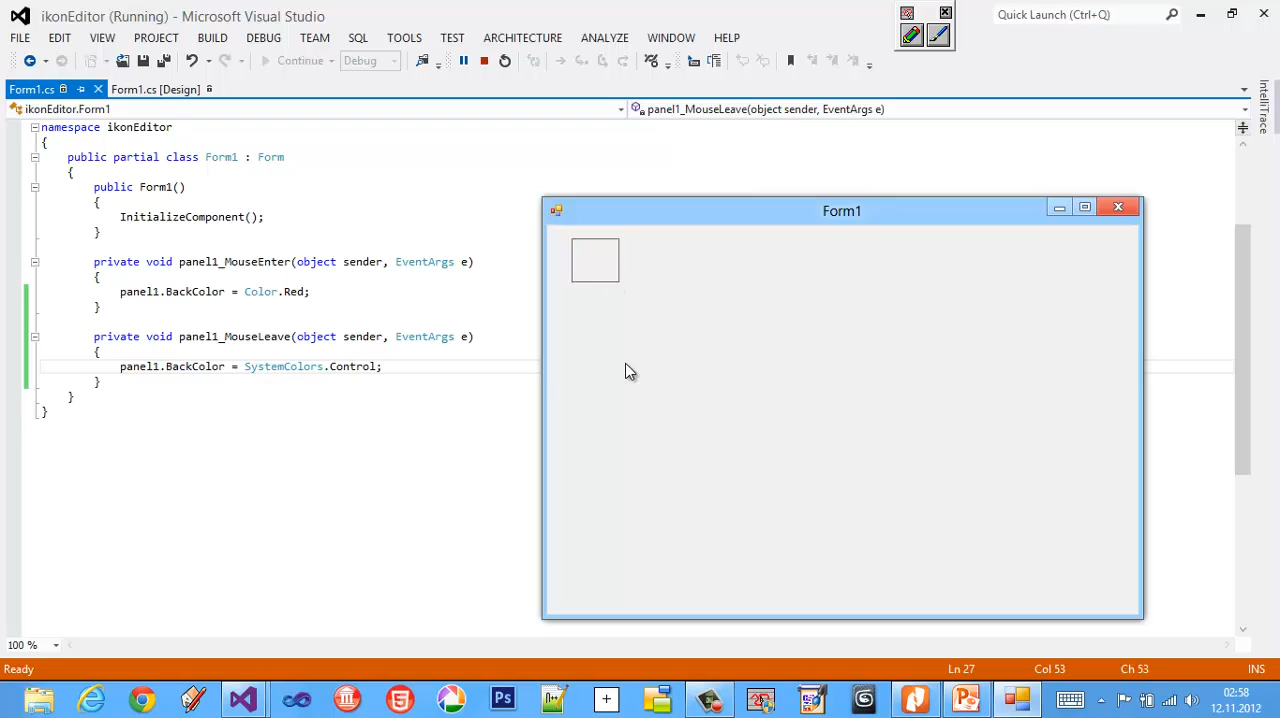 ikonEditor (Running) - Microsoft Visual Studio
Quick Launch (Ctrl+Q)
FILE EDIT VIEW PROJECT BUILD DEBUG TEAM SQL TOOLS TEST ARCHITECTURE ANALYZE WINDOW HELP
Continue Debug
Form1.cs Form1.cs [Design]
ikonEditor.Form1 panel1_MouseLeave(object sender, EventArgs e)
IntelliTrace
namespace ikonEditor
{
public partial class Form1 : Form
{
public Form1()
{
InitializeComponent();
}
private void panel1_MouseEnter(object sender, EventArgs e)
{
panel1.BackColor = Color.Red;
}
private void panel1_MouseLeave(object sender, EventArgs e)
{
panel1.BackColor = SystemColors.Control;
}
}
}
Form1
100 %
Ready Ln 27 Col 53 Ch 53 INS
Ps
02:58
12.11.2012